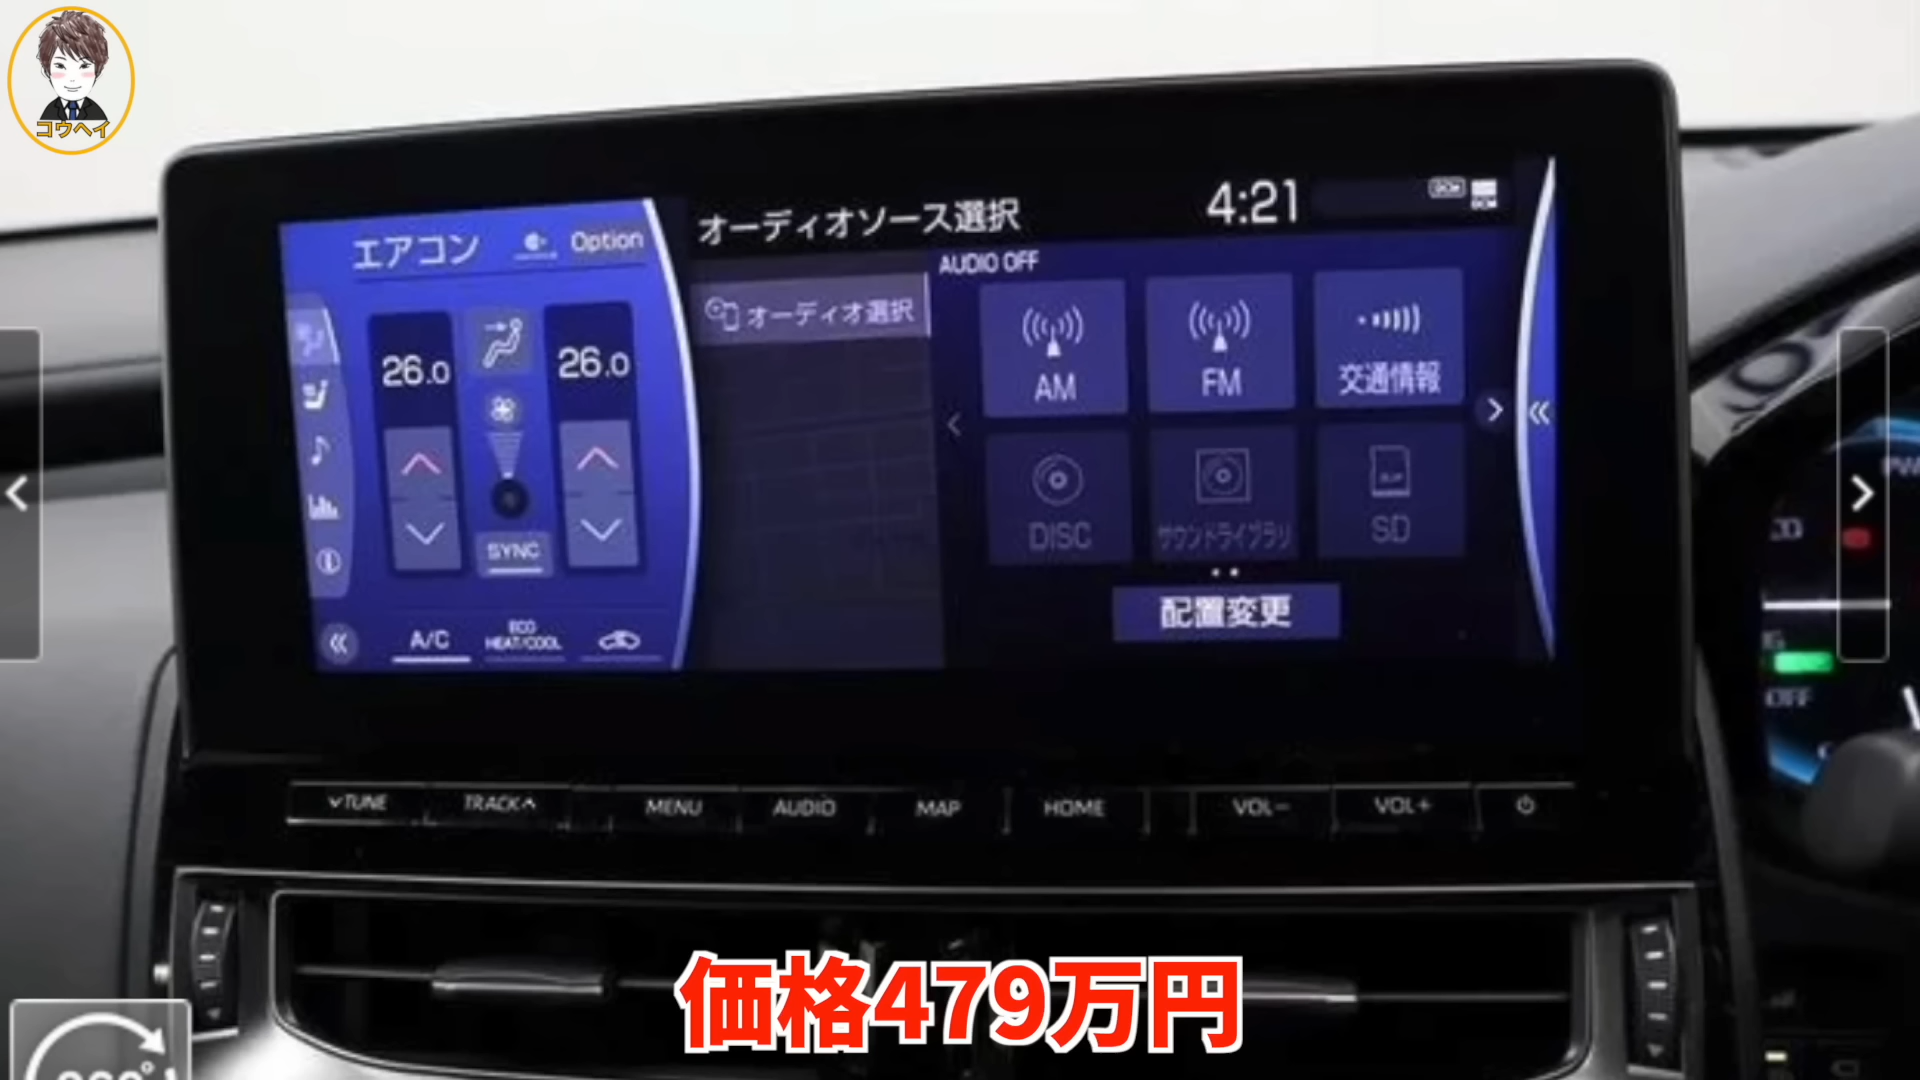 コウヘイ
エアコン
Option
オーディオソース選択
4:21
AUDIO OFF
オーディオ選択
26.0
26.0
AM
FM
交通情報
SYNC
DISC
サウンドライブラリ
SD
配置変更
A/C
ECO
HEAT/COOL
TUNE
TRACK
MENU
AUDIO
MAP
HOME
VOL−
VOL+
OFF
価格479万円